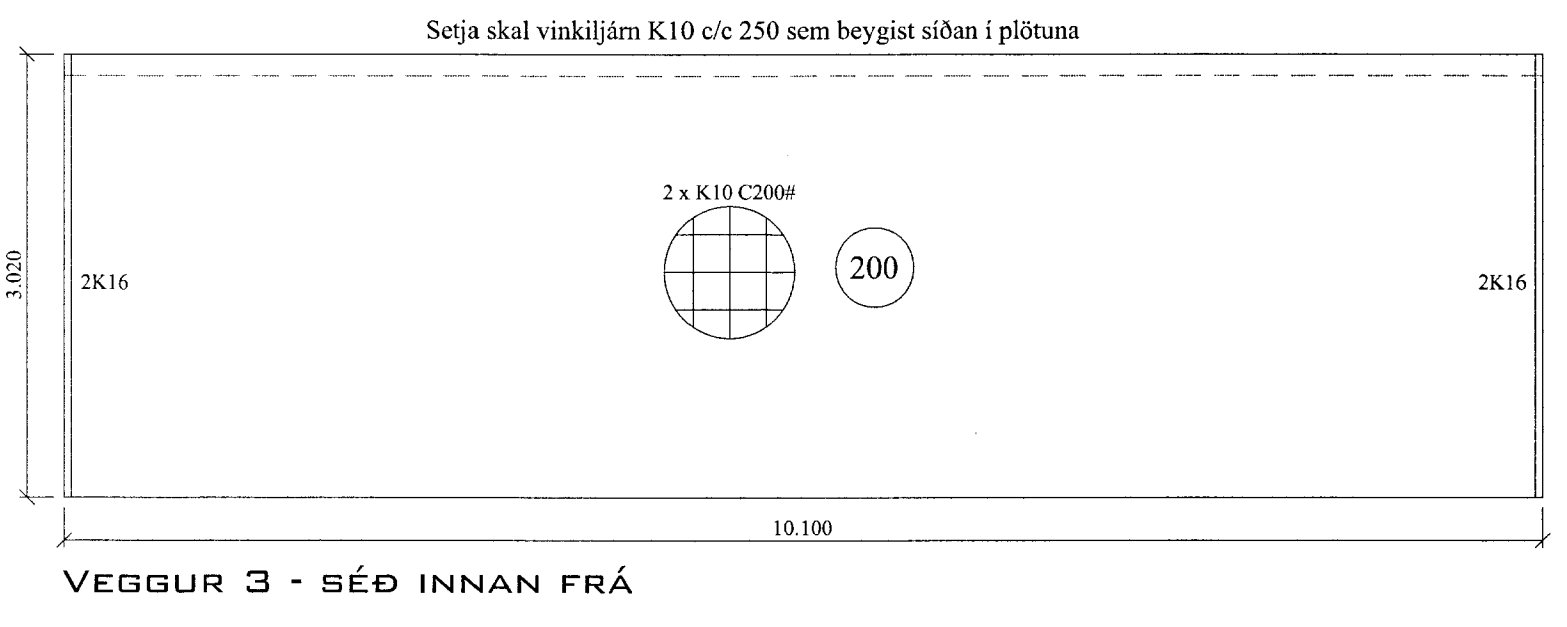 Setja skal vinkiljárn K10 c/c 250 sem beygist síðan í plötuna
2 x K10 C200#
200
3.020
2K16
2K16
10.100
VEGGUR 3 - SÉÐ INNAN FRÁ